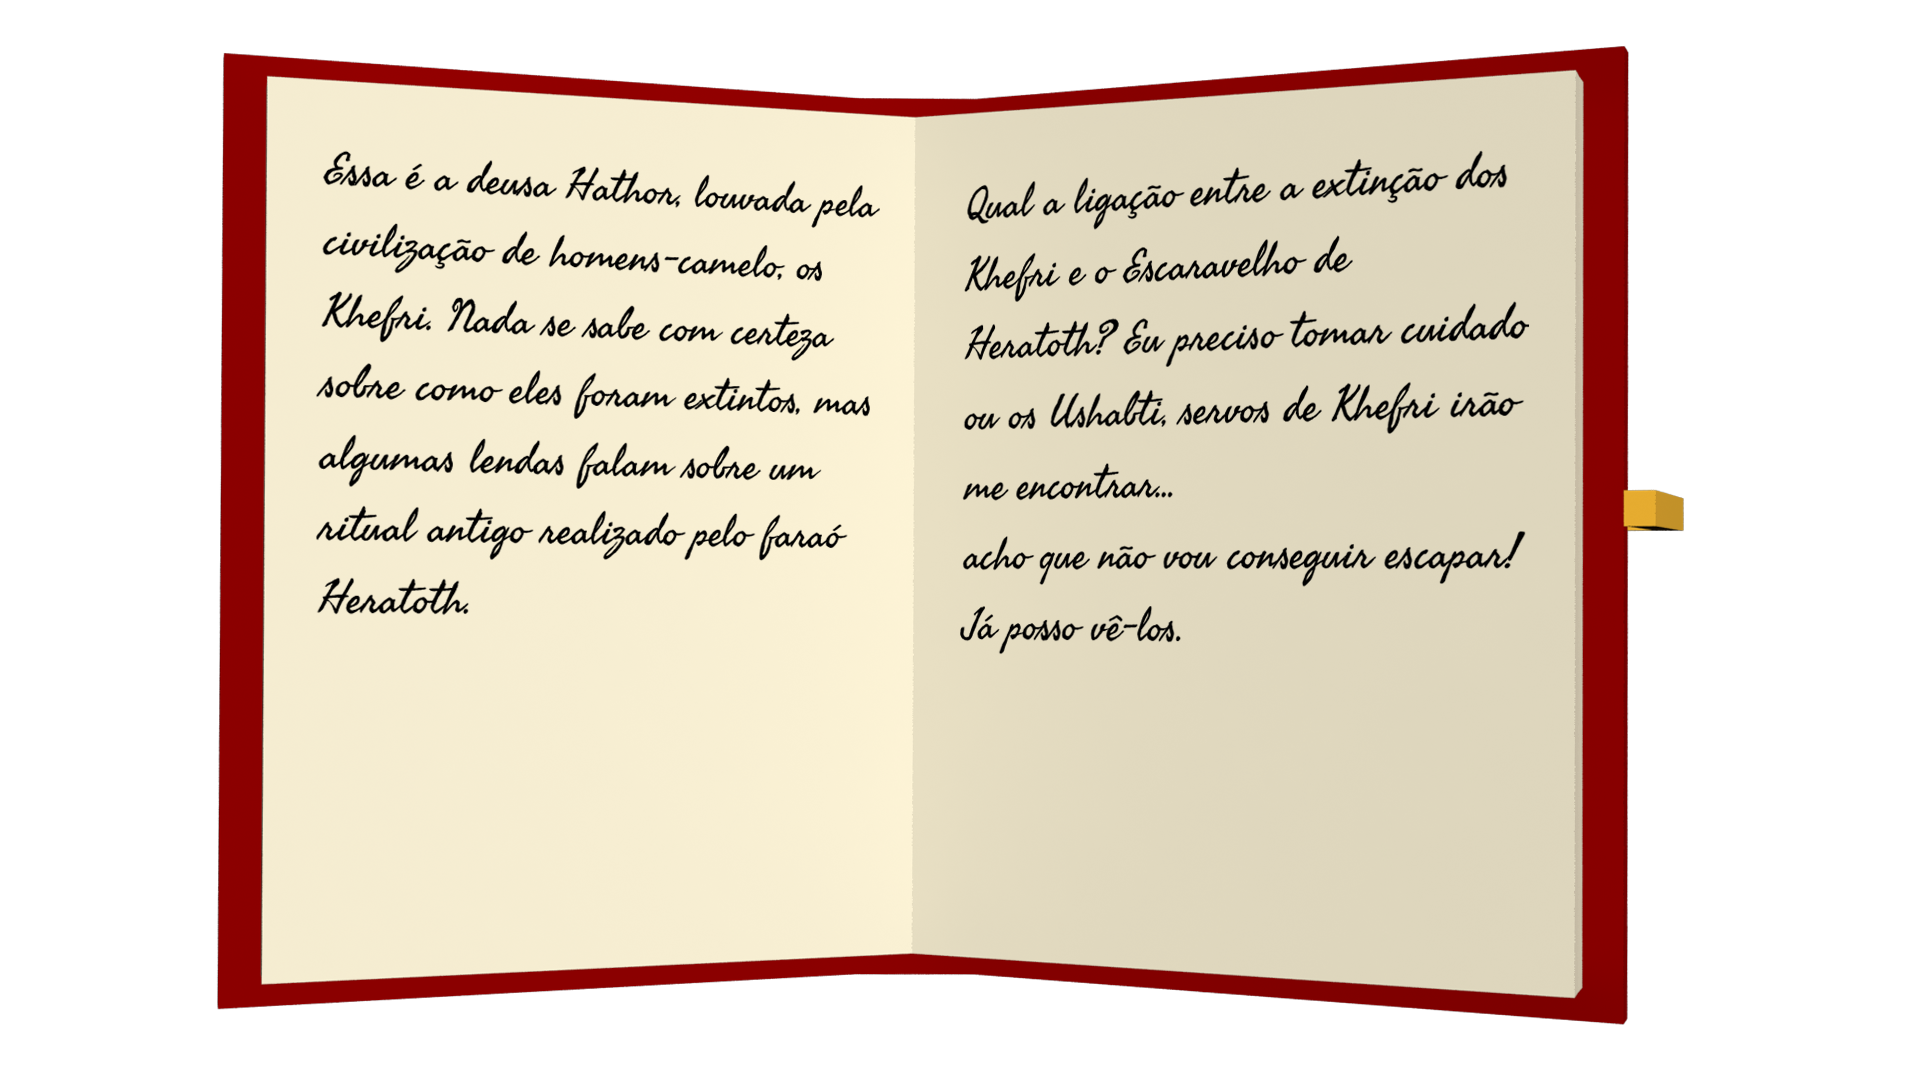 Essa é a deusa Hathor, louvada pela
civilização de homens-camelo, os
Khefri. Nada se sabe com certeza
sobre como eles foram extintos, mas
algumas lendas falam sobre um
ritual antigo realizado pelo faraó
Heratoth.
Qual a ligação entre a extinção dos
Khefri e o Escaravelho de
Heratoth? Eu preciso tomar cuidado
ou os Ushabti, servos de Khefri irão
me encontrar...
acho que não vou conseguir escapar!
Já posso vê-los.